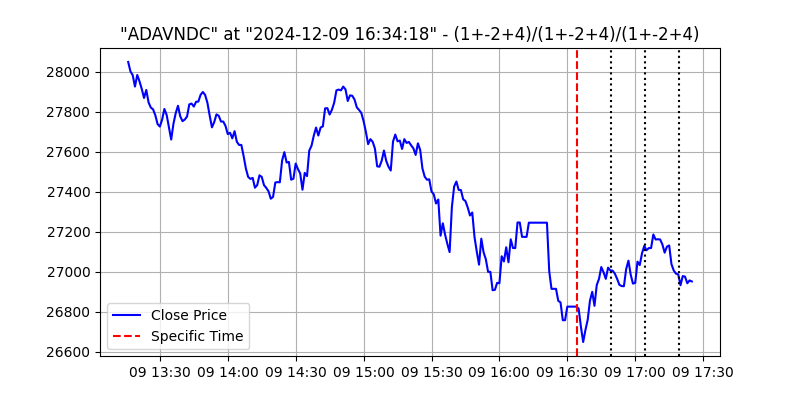 "ADAVNDC" at "2024-12-09 16:34:18" - (1+-2+4)/(1+-2+4)/(1+-2+4)
28000
27800
27600
27400
27200
27000
26800
26600
Close Price
Specific Time
09 13:30 09 14:00 09 14:30 09 15:00 09 15:30 09 16:00 09 16:30 09 17:00 09 17:30